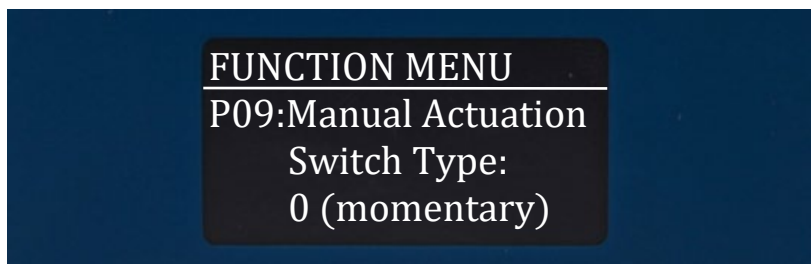 FUNCTION MENU
P09:Manual Actuation
Switch Type:
0 (momentary)